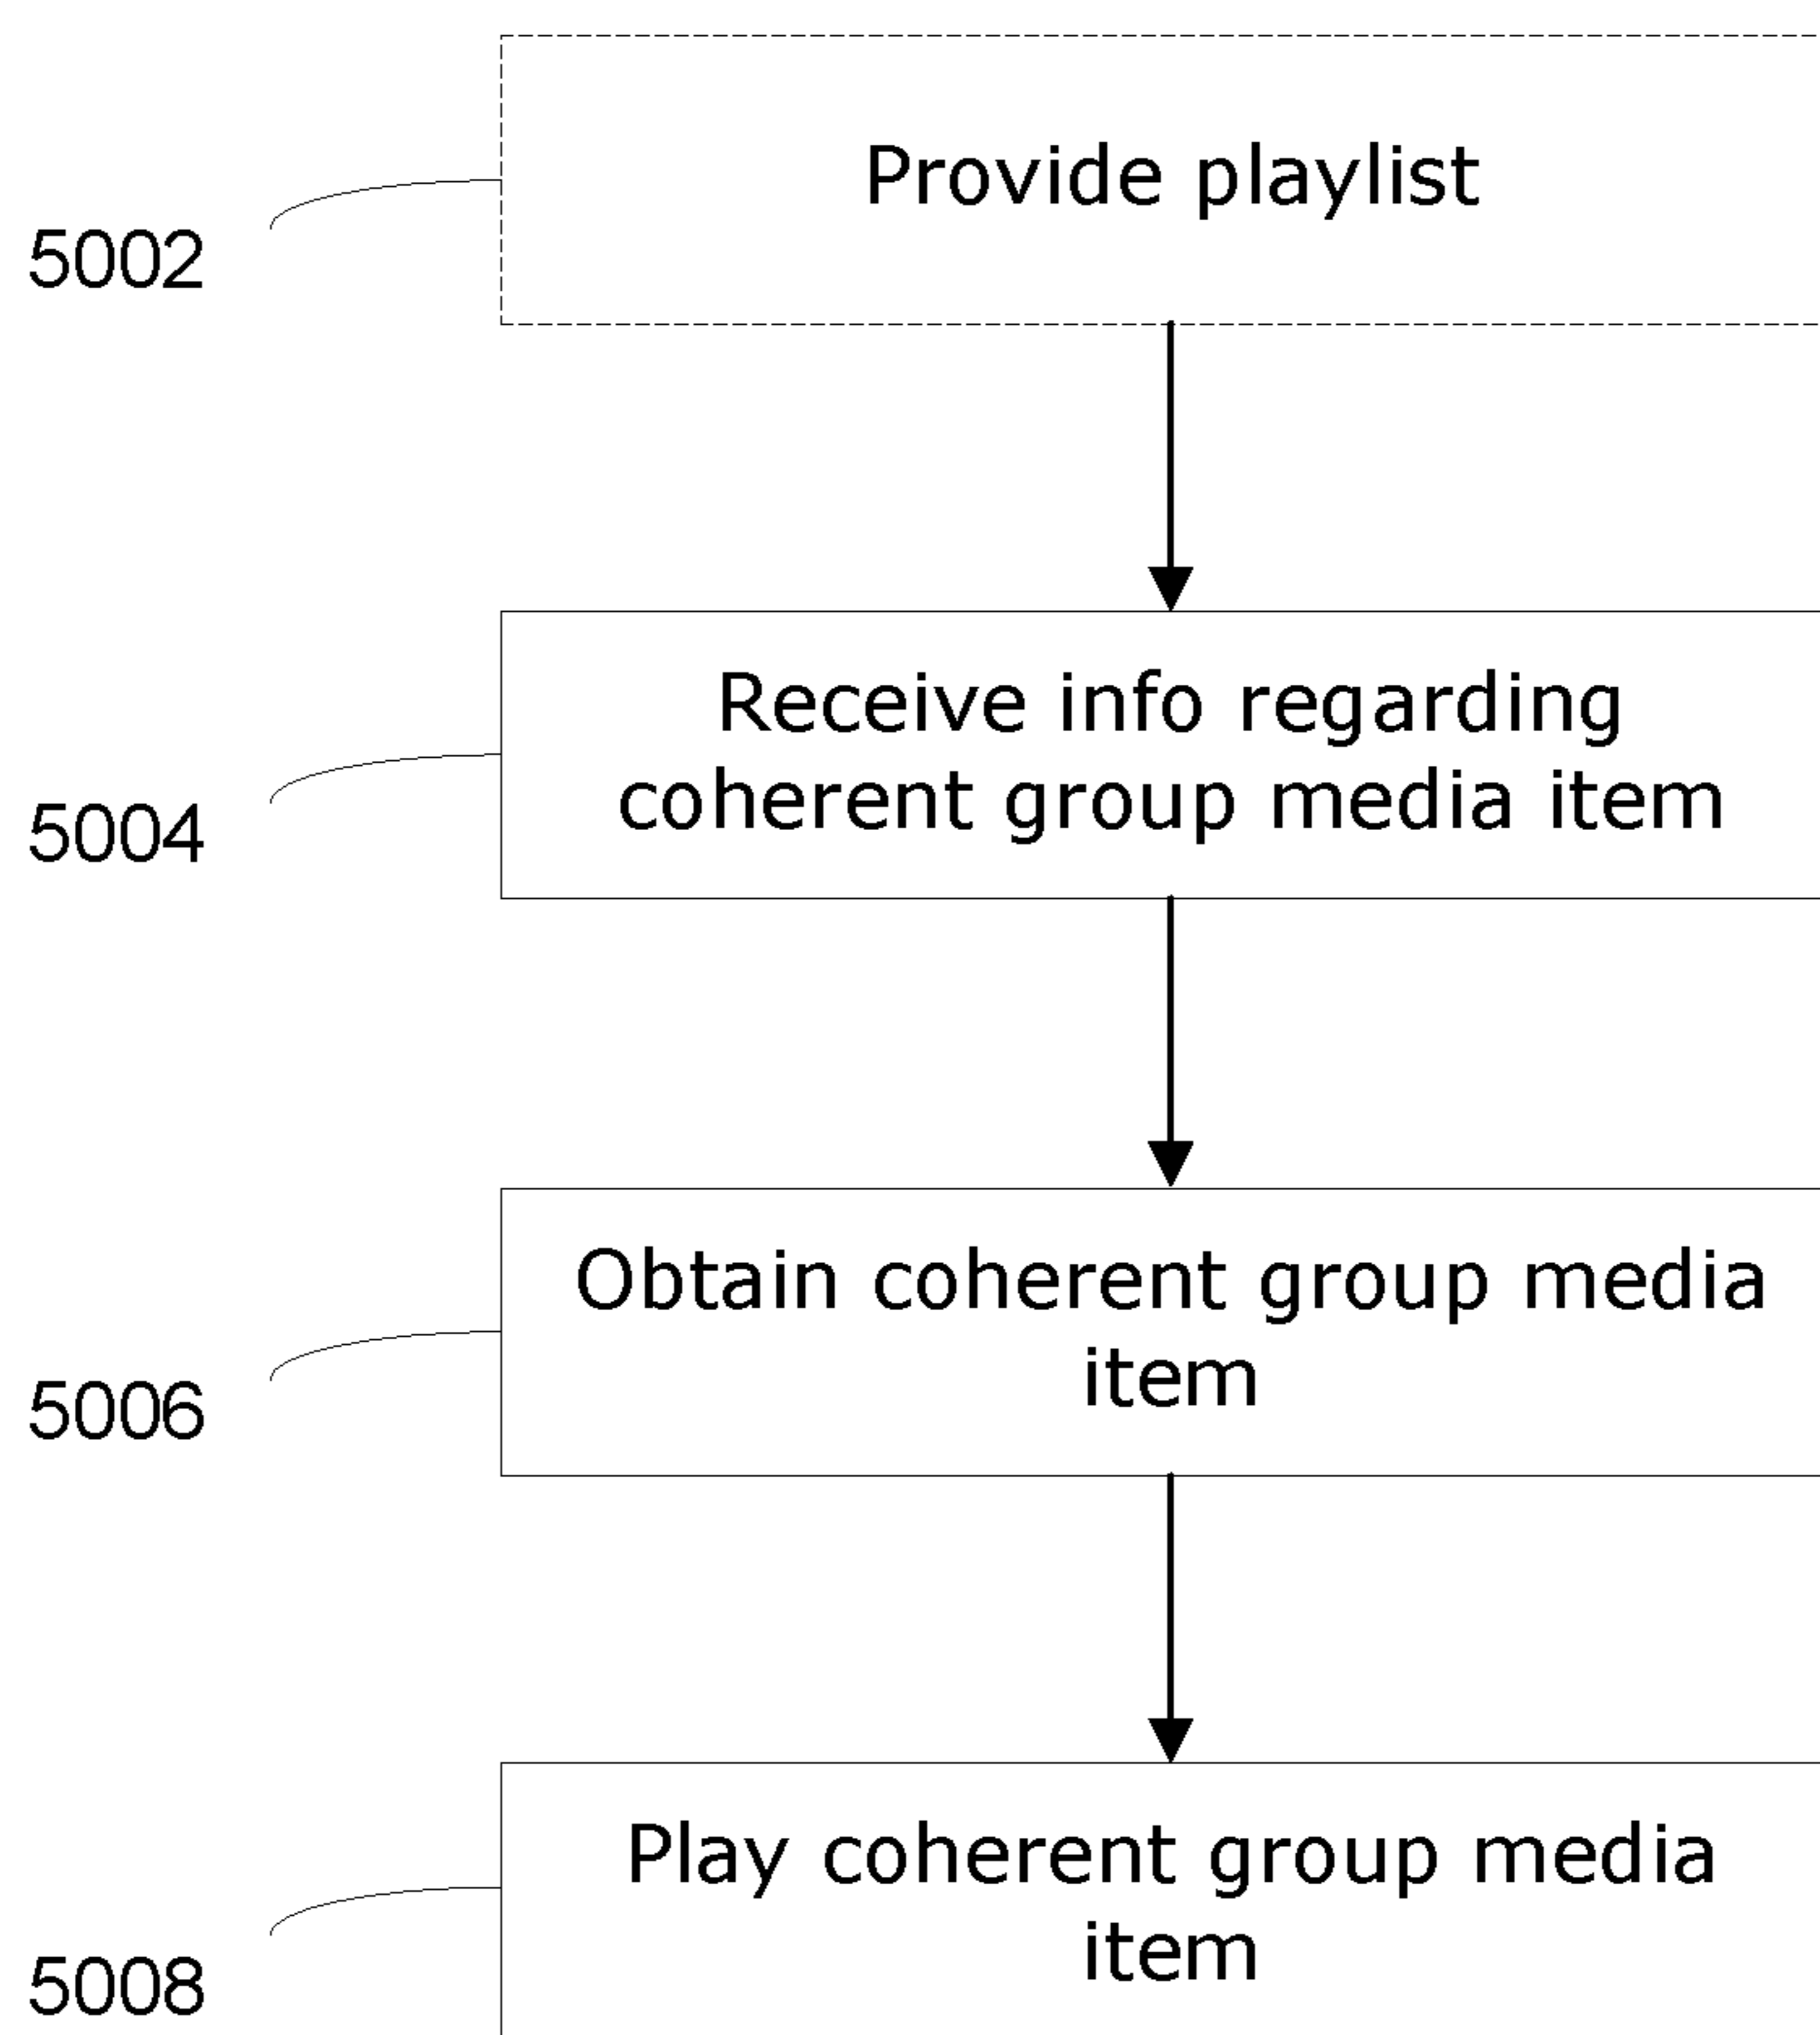 Provide playlist
5002
Receive info regarding
coherent group media item
5004
Obtain coherent group media
item
5006
Play coherent group media
item
5008